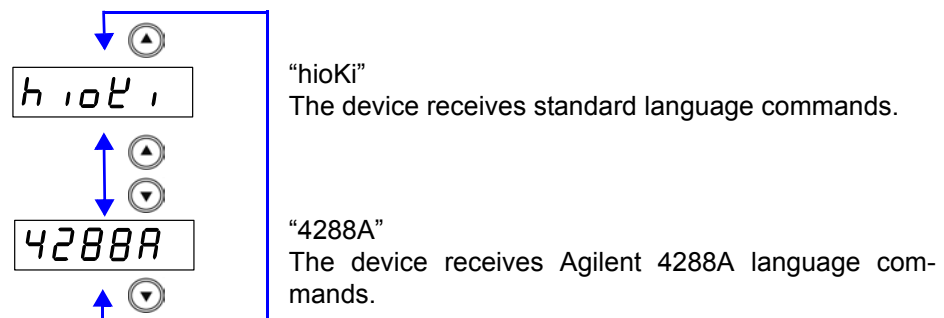 hioKi
“hioKi”
The device receives standard language commands.
4288A
“4288A”
The device receives Agilent 4288A language com-
mands.